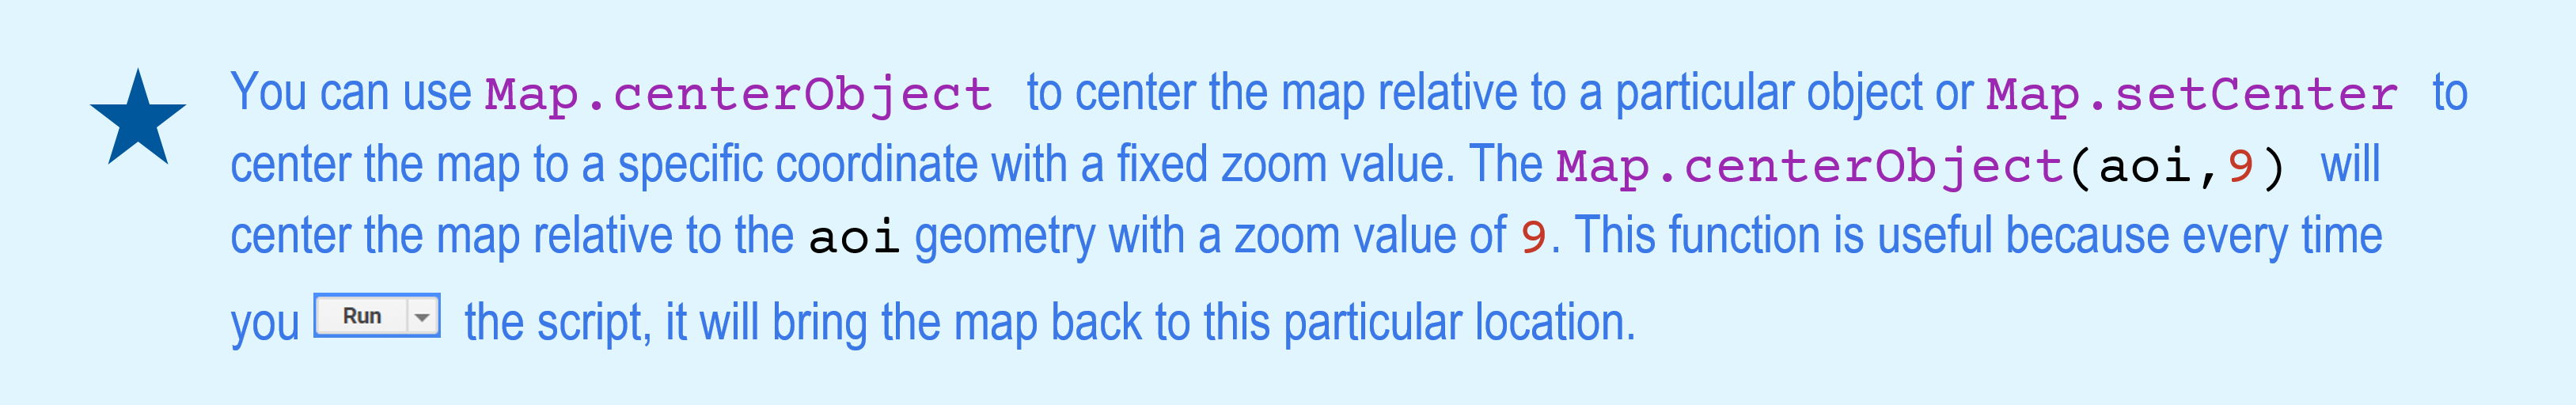 You can use Map.centerObject to center the map relative to a particular object or Map.setCenter to
center the map to a specific coordinate with a fixed zoom value. The Map.centerObject(aoi,9) will
center the map relative to the aoi geometry with a zoom value of 9. This function is useful because every time
you Run the script, it will bring the map back to this particular location.